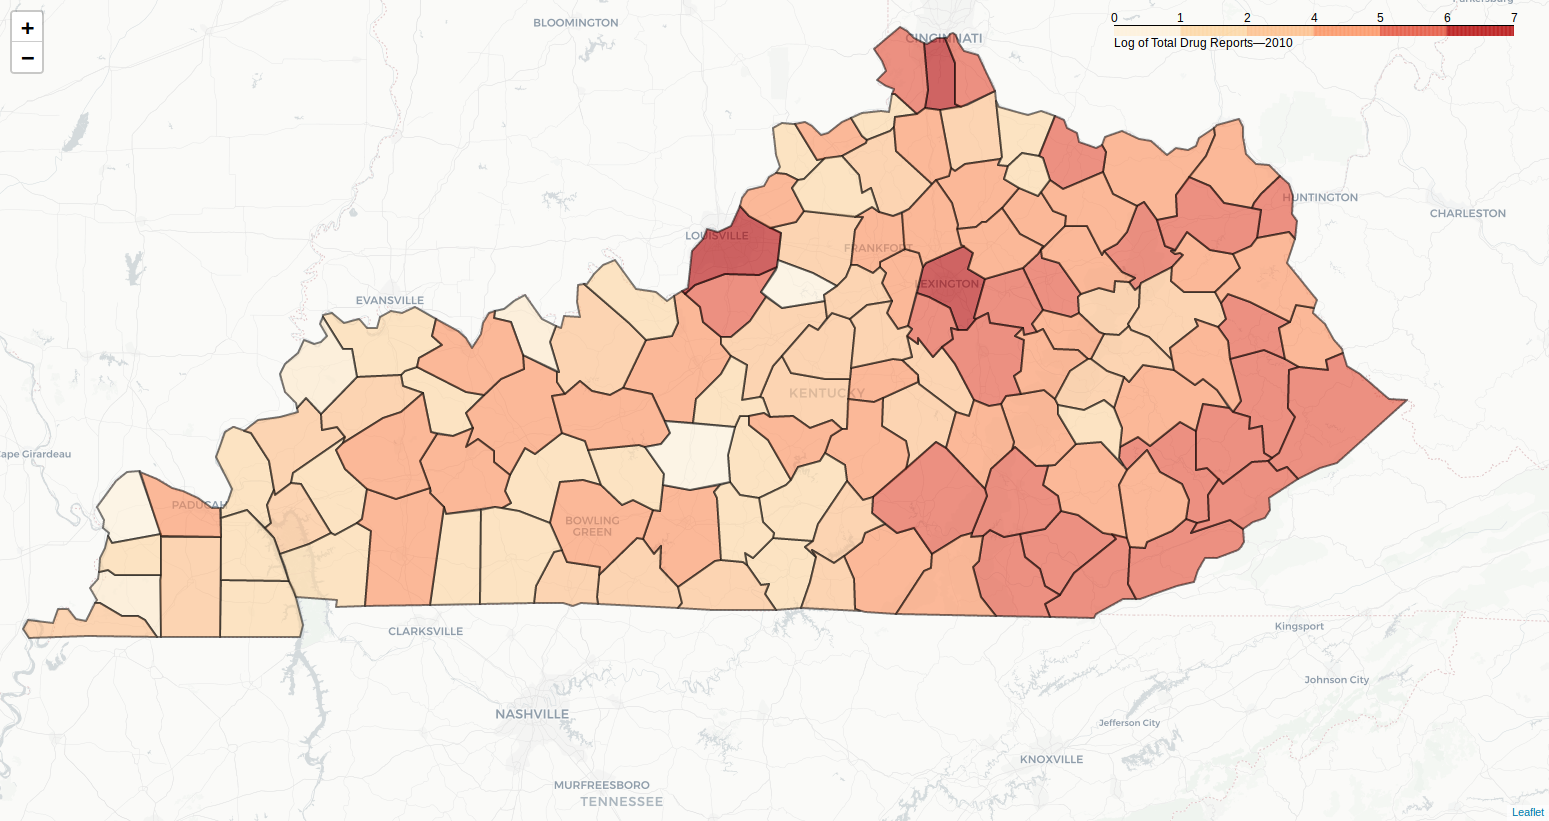 +
−
BLOOMINGTON
CINCINNATI
0 1 2 4 5 6 7
Log of Total Drug Reports—2010
HUNTINGTON
CHARLESTON
LOUISVILLE
FRANKFORT
LEXINGTON
EVANSVILLE
KENTUCKY
Cape Girardeau
PADUCAH
BOWLING
GREEN
CLARKSVILLE
Kingsport
Johnson City
NASHVILLE
Jefferson City
KNOXVILLE
MURFREESBORO
TENNESSEE
Leaflet